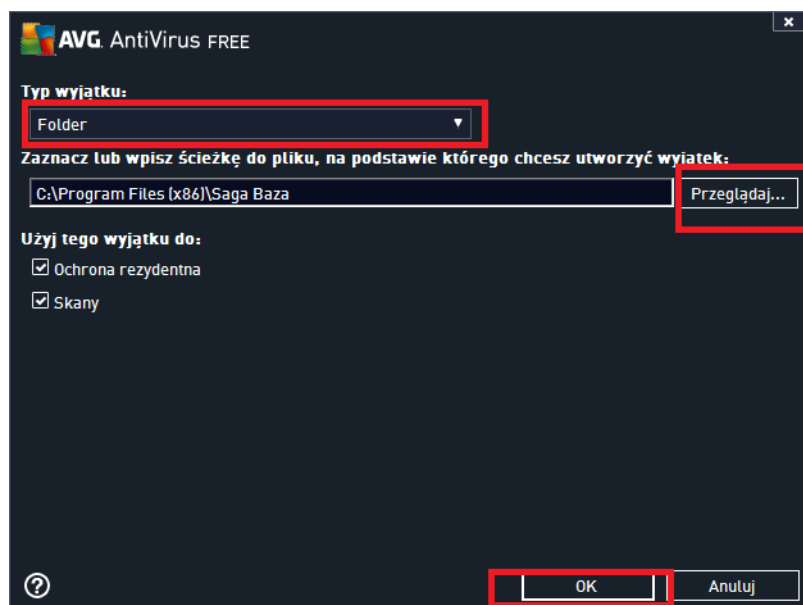 AVG. AntiVirus FREE
Typ wyjątku:
Folder
Zaznacz lub wpisz ścieżkę do pliku, na podstawie którego chcesz utworzyć wyjątek:
C:\Program Files (x86)\Saga Baza
Przeglądaj...
Użyj tego wyjątku do:
Ochrona rezydentna
Skany
OK
Anuluj